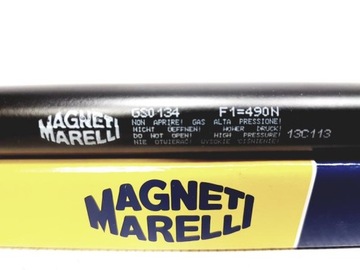 MAGNETI
MARELLI
GS0134 F1=490N
NON APRIRE! GAS ALTA PRESSIONE!
NICHT OEFFNEN! HOHER DRUCK!
DO NOT OPEN! HIGH PRESSURE!
NIE OTWIERAC! WYSOKIE CISNIENIE!
13C113
MAGNETI
MARELLI